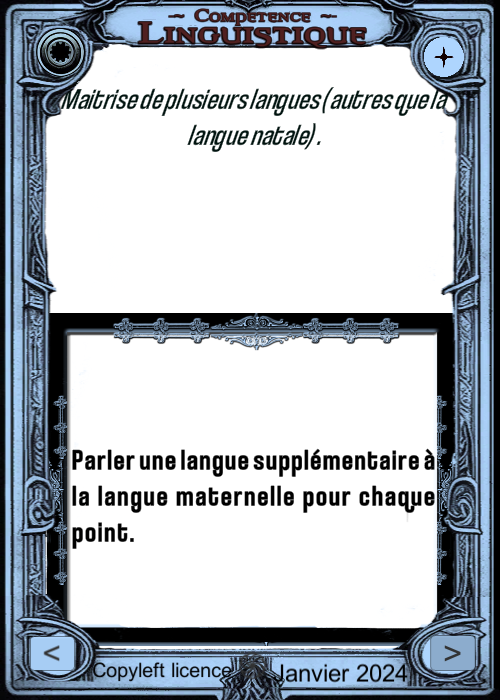 ~ Compétence ~
Linguistique
Maitrise de plusieurs langues ( autres que la
langue natale) .
Parler une langue supplémentaire à
la langue maternelle pour chaque
point.
< >
Copyleft licence Janvier 2024